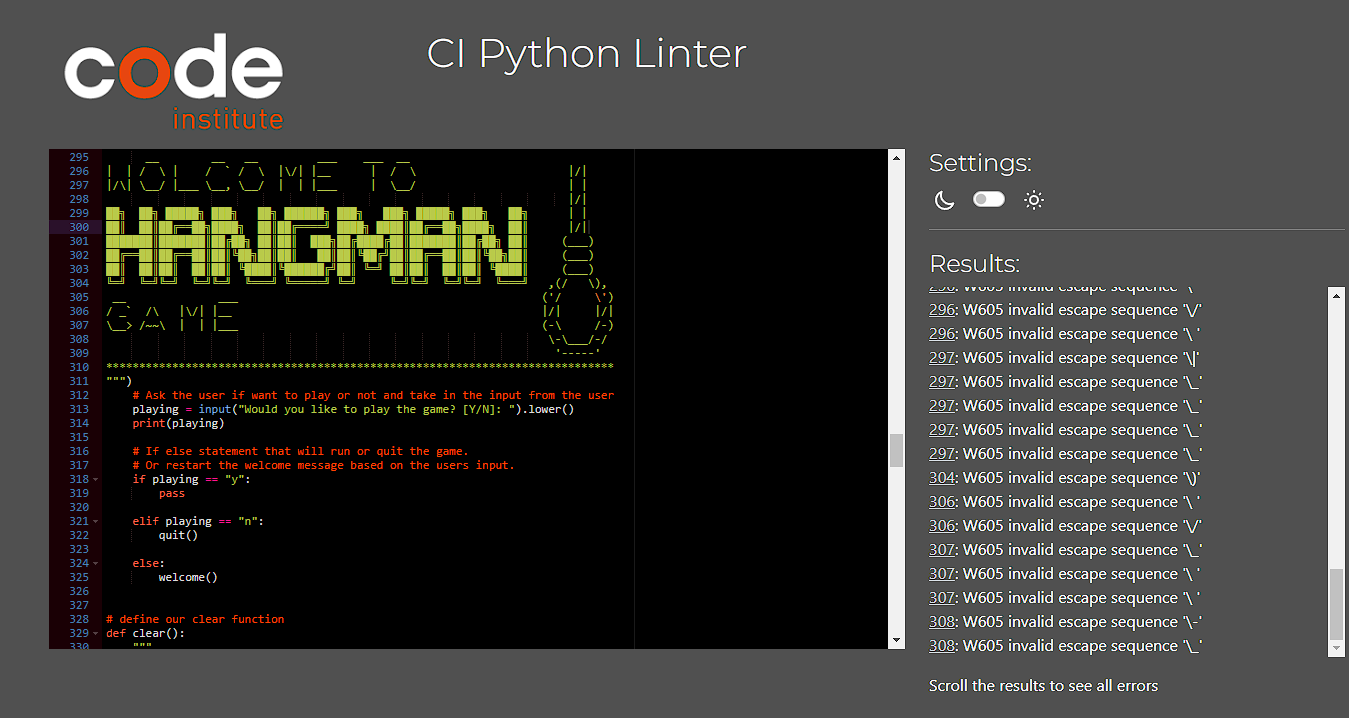 code
institute
CI Python Linter
295
296 | | / \ | / ` / \ |\/| |__ | / \ |/|
297 |/\| \__/ |___ \__, \__/ | | |___ | \__/ | |
298 |/|
299 | |
300 HANGMAN |/|
301 (___)
302 (___)
303 (___)
304 ,(/ \),
305 __ ___ ('/ \')
306 / _` /\ |\/| |__ |/| |/|
307 \__> /~~\ | | |___ (-\ /-)
308 \-\___/-/
309 '-----'
310 *****************************************************************************
311 """)
312 # Ask the user if want to play or not and take in the input from the user
313 playing = input("Would you like to play the game? [Y/N]: ").lower()
314 print(playing)
315
316 # If else statement that will run or quit the game.
317 # Or restart the welcome message based on the users input.
318 if playing == "y":
319 pass
320
321 elif playing == "n":
322 quit()
323
324 else:
325 welcome()
326
327
328 # define our clear function
329 def clear():
330 """
Settings:
Results:
296: W605 invalid escape sequence '\ '
296: W605 invalid escape sequence '\/'
296: W605 invalid escape sequence '\ '
297: W605 invalid escape sequence '\|'
297: W605 invalid escape sequence '\_'
297: W605 invalid escape sequence '\_'
297: W605 invalid escape sequence '\_'
297: W605 invalid escape sequence '\_'
304: W605 invalid escape sequence '\)'
306: W605 invalid escape sequence '\ '
306: W605 invalid escape sequence '\/'
307: W605 invalid escape sequence '\_'
307: W605 invalid escape sequence '\ '
307: W605 invalid escape sequence '\ '
308: W605 invalid escape sequence '\-'
308: W605 invalid escape sequence '\_'
Scroll the results to see all errors